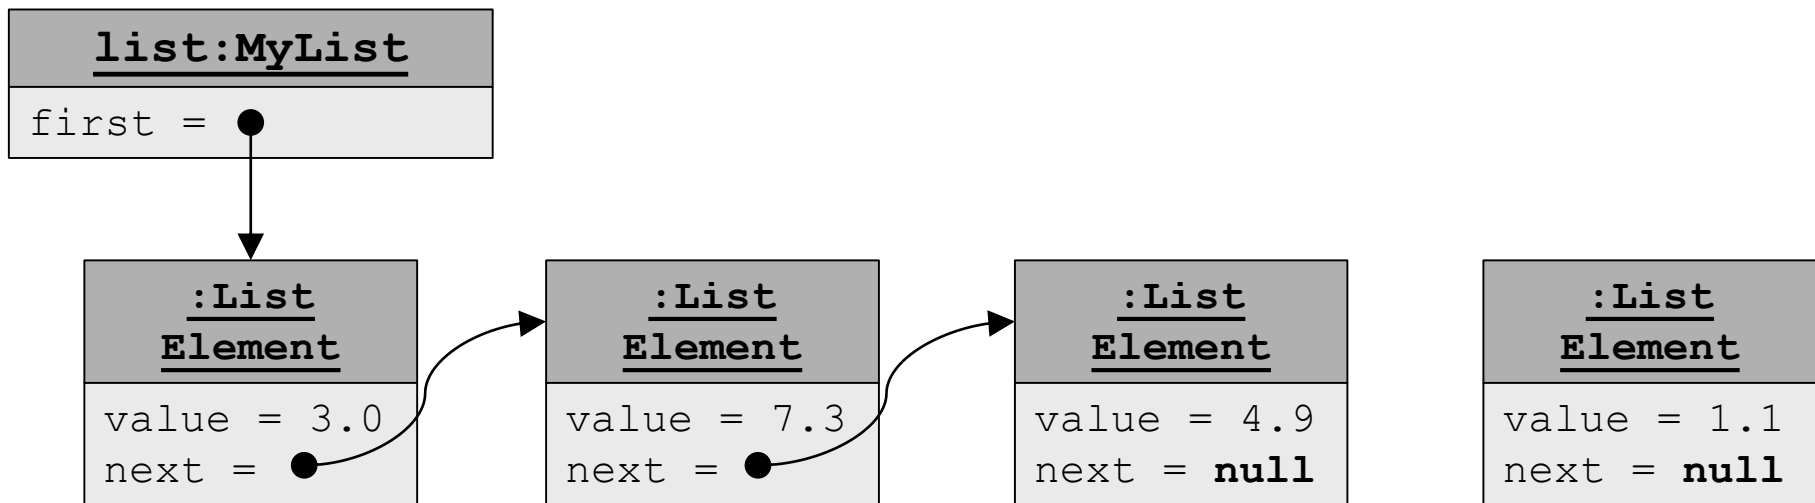 list:MyList
first =
:List
Element
value = 3.0
next =
:List
Element
value = 7.3
next =
:List
Element
value = 4.9
next = null
:List
Element
value = 1.1
next = null